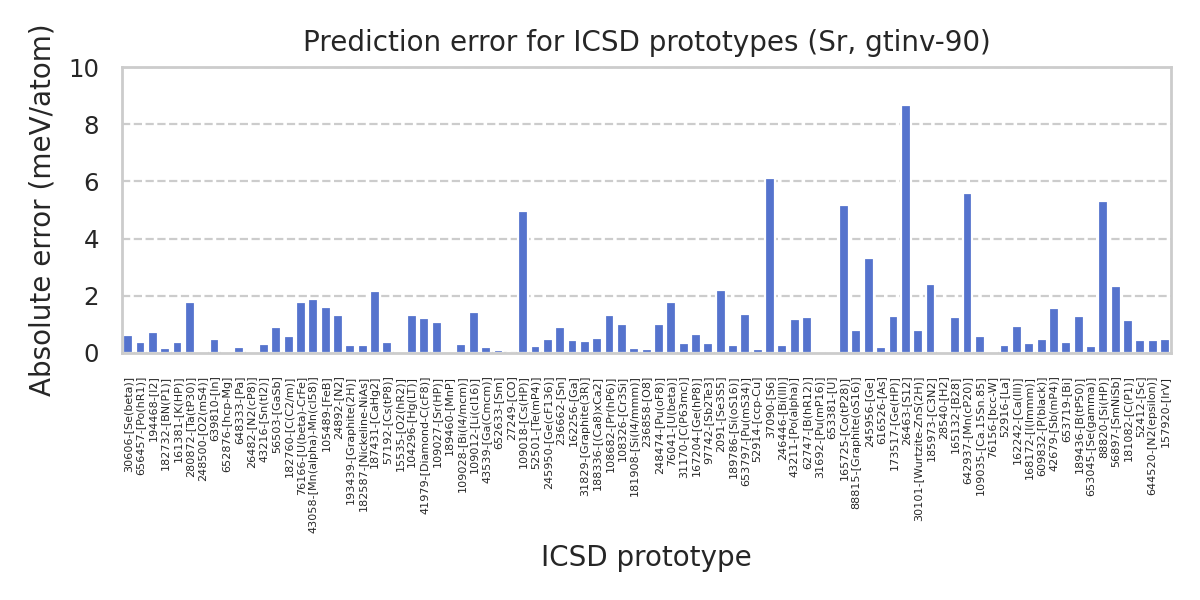 Prediction error for ICSD prototypes (Sr, gtinv-90)
Absolute error (meV/atom)
10
8
6
4
2
0
30606-[Se(beta)]
656457-[Po(hR1)]
194468-[I2]
182732-[BN(P1)]
16381-[K(HP)]
280872-[Ta(tP30)]
248500-[O2(mS4)]
639810-[In]
652876-[hcp-Mg]
648333-[Pa]
26482-[N2(cP8)]
43216-[Sn(tI2)]
56503-[GaSb]
182760-[C(C2/m)]
76166-[U(beta)-CrFe]
43058-[Mn(alpha)-Mn(cI58)]
105489-[FeB]
24892-[N2]
193439-[Graphite(2H)]
182587-[Nickeline-NiAs]
187431-[CaHg2]
57192-[Cs(tP8)]
15535-[O2(hR2)]
104296-[Hg(LT)]
41979-[Diamond-C(cF8)]
109027-[Sr(HP)]
189460-[MnP]
109028-[Bi(I4/mcm)]
109012-[Li(cI16)]
43539-[Ga(Cmcm)]
652633-[Sm]
27249-[CO]
109018-[Cs(HP)]
52501-[Te(mP4)]
245950-[Ge(cF136)]
236662-[Sn]
162256-[Ga]
31829-[Graphite(3R)]
188336-[(Ca8)xCa2]
108682-[Pr(hP6)]
108326-[Cr3Si]
181908-[Si(I4/mmm)]
236858-[O8]
248474-[Pu(oF8)]
76041-[U(beta)]
31170-[C(P63mc)]
167204-[Ge(hP8)]
97742-[Sb2Te3]
2091-[Se3S5]
189786-[Si(oS16)]
653797-[Pu(mS34)]
52914-[ccp-Cu]
37090-[S6]
246446-[Bi(III)]
43211-[Po(alpha)]
62747-[B(hR12)]
31692-[Pu(mP16)]
653381-[U]
165725-[Co(tP28)]
88815-[Graphite(oS16)]
245956-[Ge]
616526-[As]
173517-[Ge(HP)]
26463-[S12]
30101-[Wurtzite-ZnS(2H)]
185973-[C3N2]
28540-[H2]
165132-[B28]
642937-[Mn(cP20)]
109035-[Ca.15Sn.85]
76156-[bcc-W]
52916-[La]
162242-[Ca(III)]
168172-[I(Immm)]
609832-[P(black)]
42679-[Sb(mP4)]
653719-[Bi]
189436-[B(tP50)]
653045-[Se(gamma)]
88820-[Si(HP)]
56897-[SmNiSb]
181082-[C(P1)]
52412-[Sc]
644520-[N2(epsilon)]
157920-[IrV]
ICSD prototype